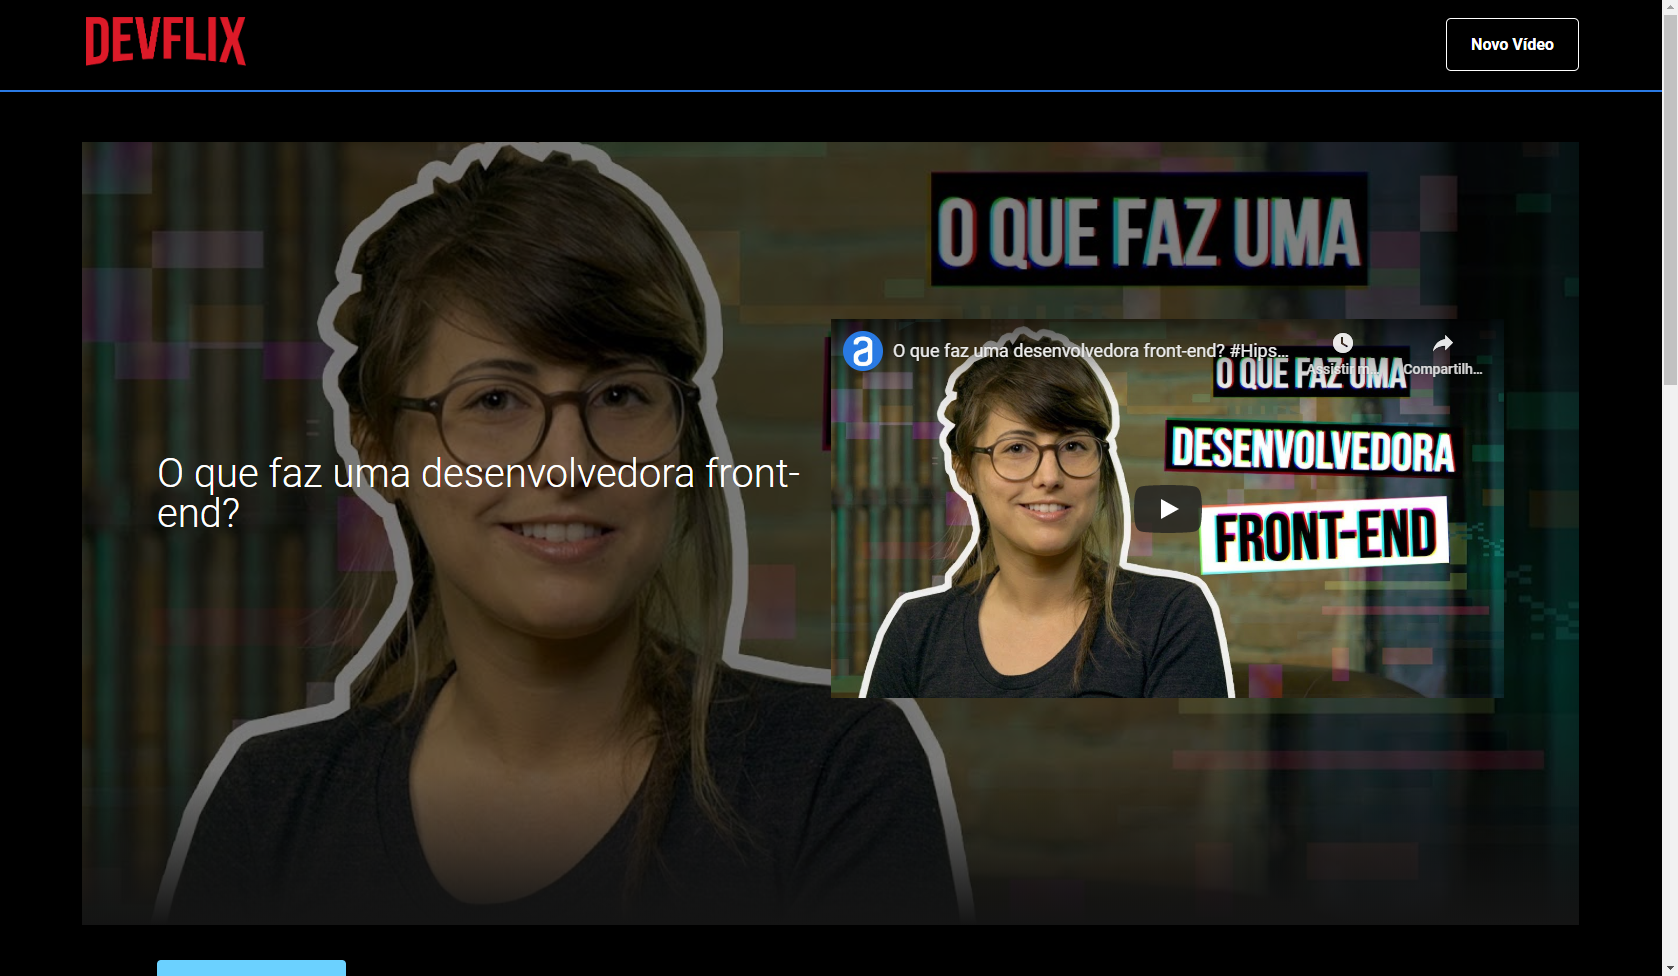 DEVFLIX
Novo Vídeo
O QUE FAZ UMA
O que faz uma desenvolvedora front-
end?
a
O que faz uma desenvolvedora front-end? #Hips...
Assistir m...
Compartilh...
O QUE FAZ UMA
DESENVOLVEDORA
FRONT-END